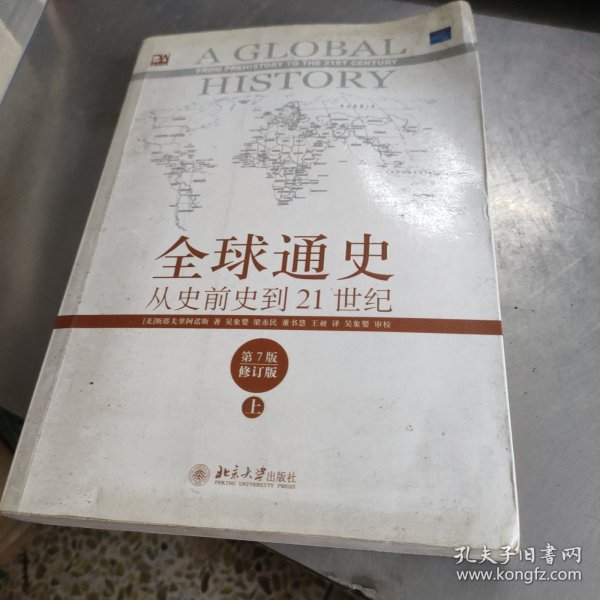 A GLOBAL
FROM PREHISTORY TO THE 21ST CENTURY
HISTORY
全球通史
从史前史到21世纪
[美]斯塔夫里阿诺斯 著 吴象婴 梁赤民 董书慧 王昶 译 吴象婴 审校
第7版
修订版
上
北京大学出版社
PEKING UNIVERSITY PRESS
孔夫子旧书网
www.kongfz.com